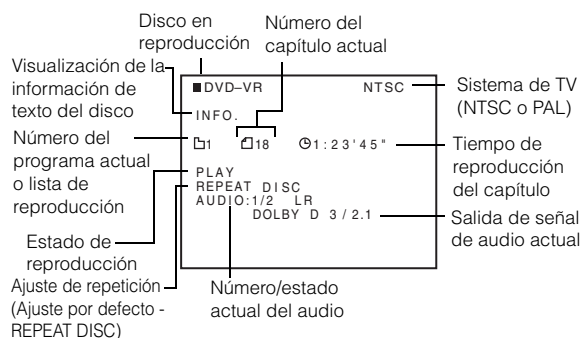 Disco en
reproducción
Número del
capítulo actual
Visualización de la
información de
texto del disco
Número del
programa actual
o lista de
reproducción
Estado de
reproducción
Ajuste de repetición
(Ajuste por defecto -
REPEAT DISC)
DVD–VR NTSC
INFO.
1 18 1:23'45"
PLAY
REPEAT DISC
AUDIO:1/2 LR
DOLBY D 3/2.1
Sistema de TV
(NTSC o PAL)
Tiempo de
reproducción
del capítulo
Salida de señal
de audio actual
Número/estado
actual del audio